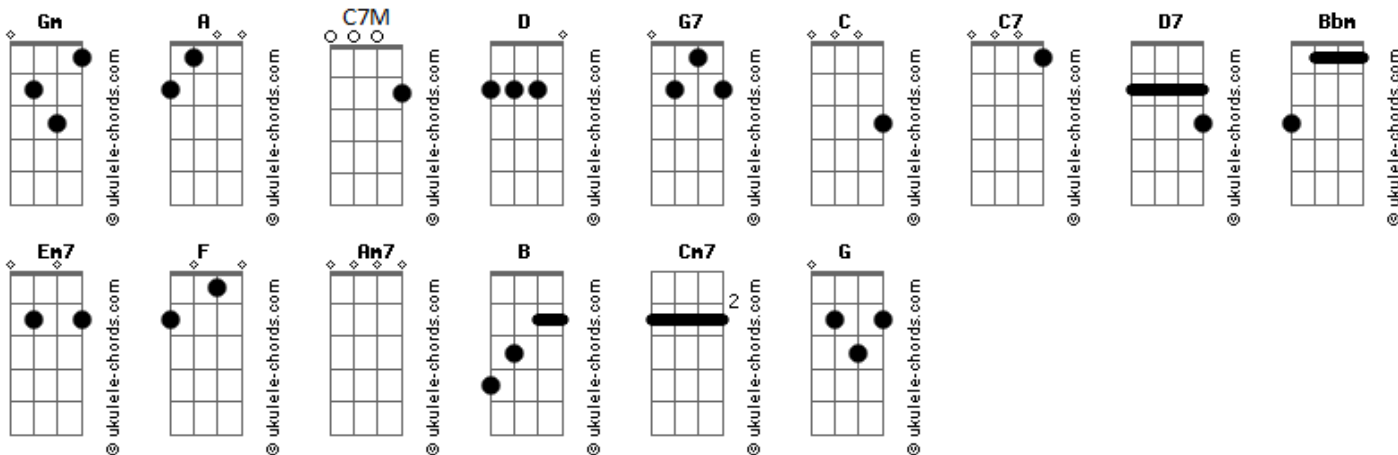 Gm A C7M D G7 C C7 D7 Bbm
© ukulele-chords.com © ukulele-chords.com © ukulele-chords.com © ukulele-chords.com © ukulele-chords.com © ukulele-chords.com © ukulele-chords.com © ukulele-chords.com © ukulele-chords.com
Em7 F Am7 B Cm7 G
2
© ukulele-chords.com © ukulele-chords.com © ukulele-chords.com © ukulele-chords.com © ukulele-chords.com © ukulele-chords.com